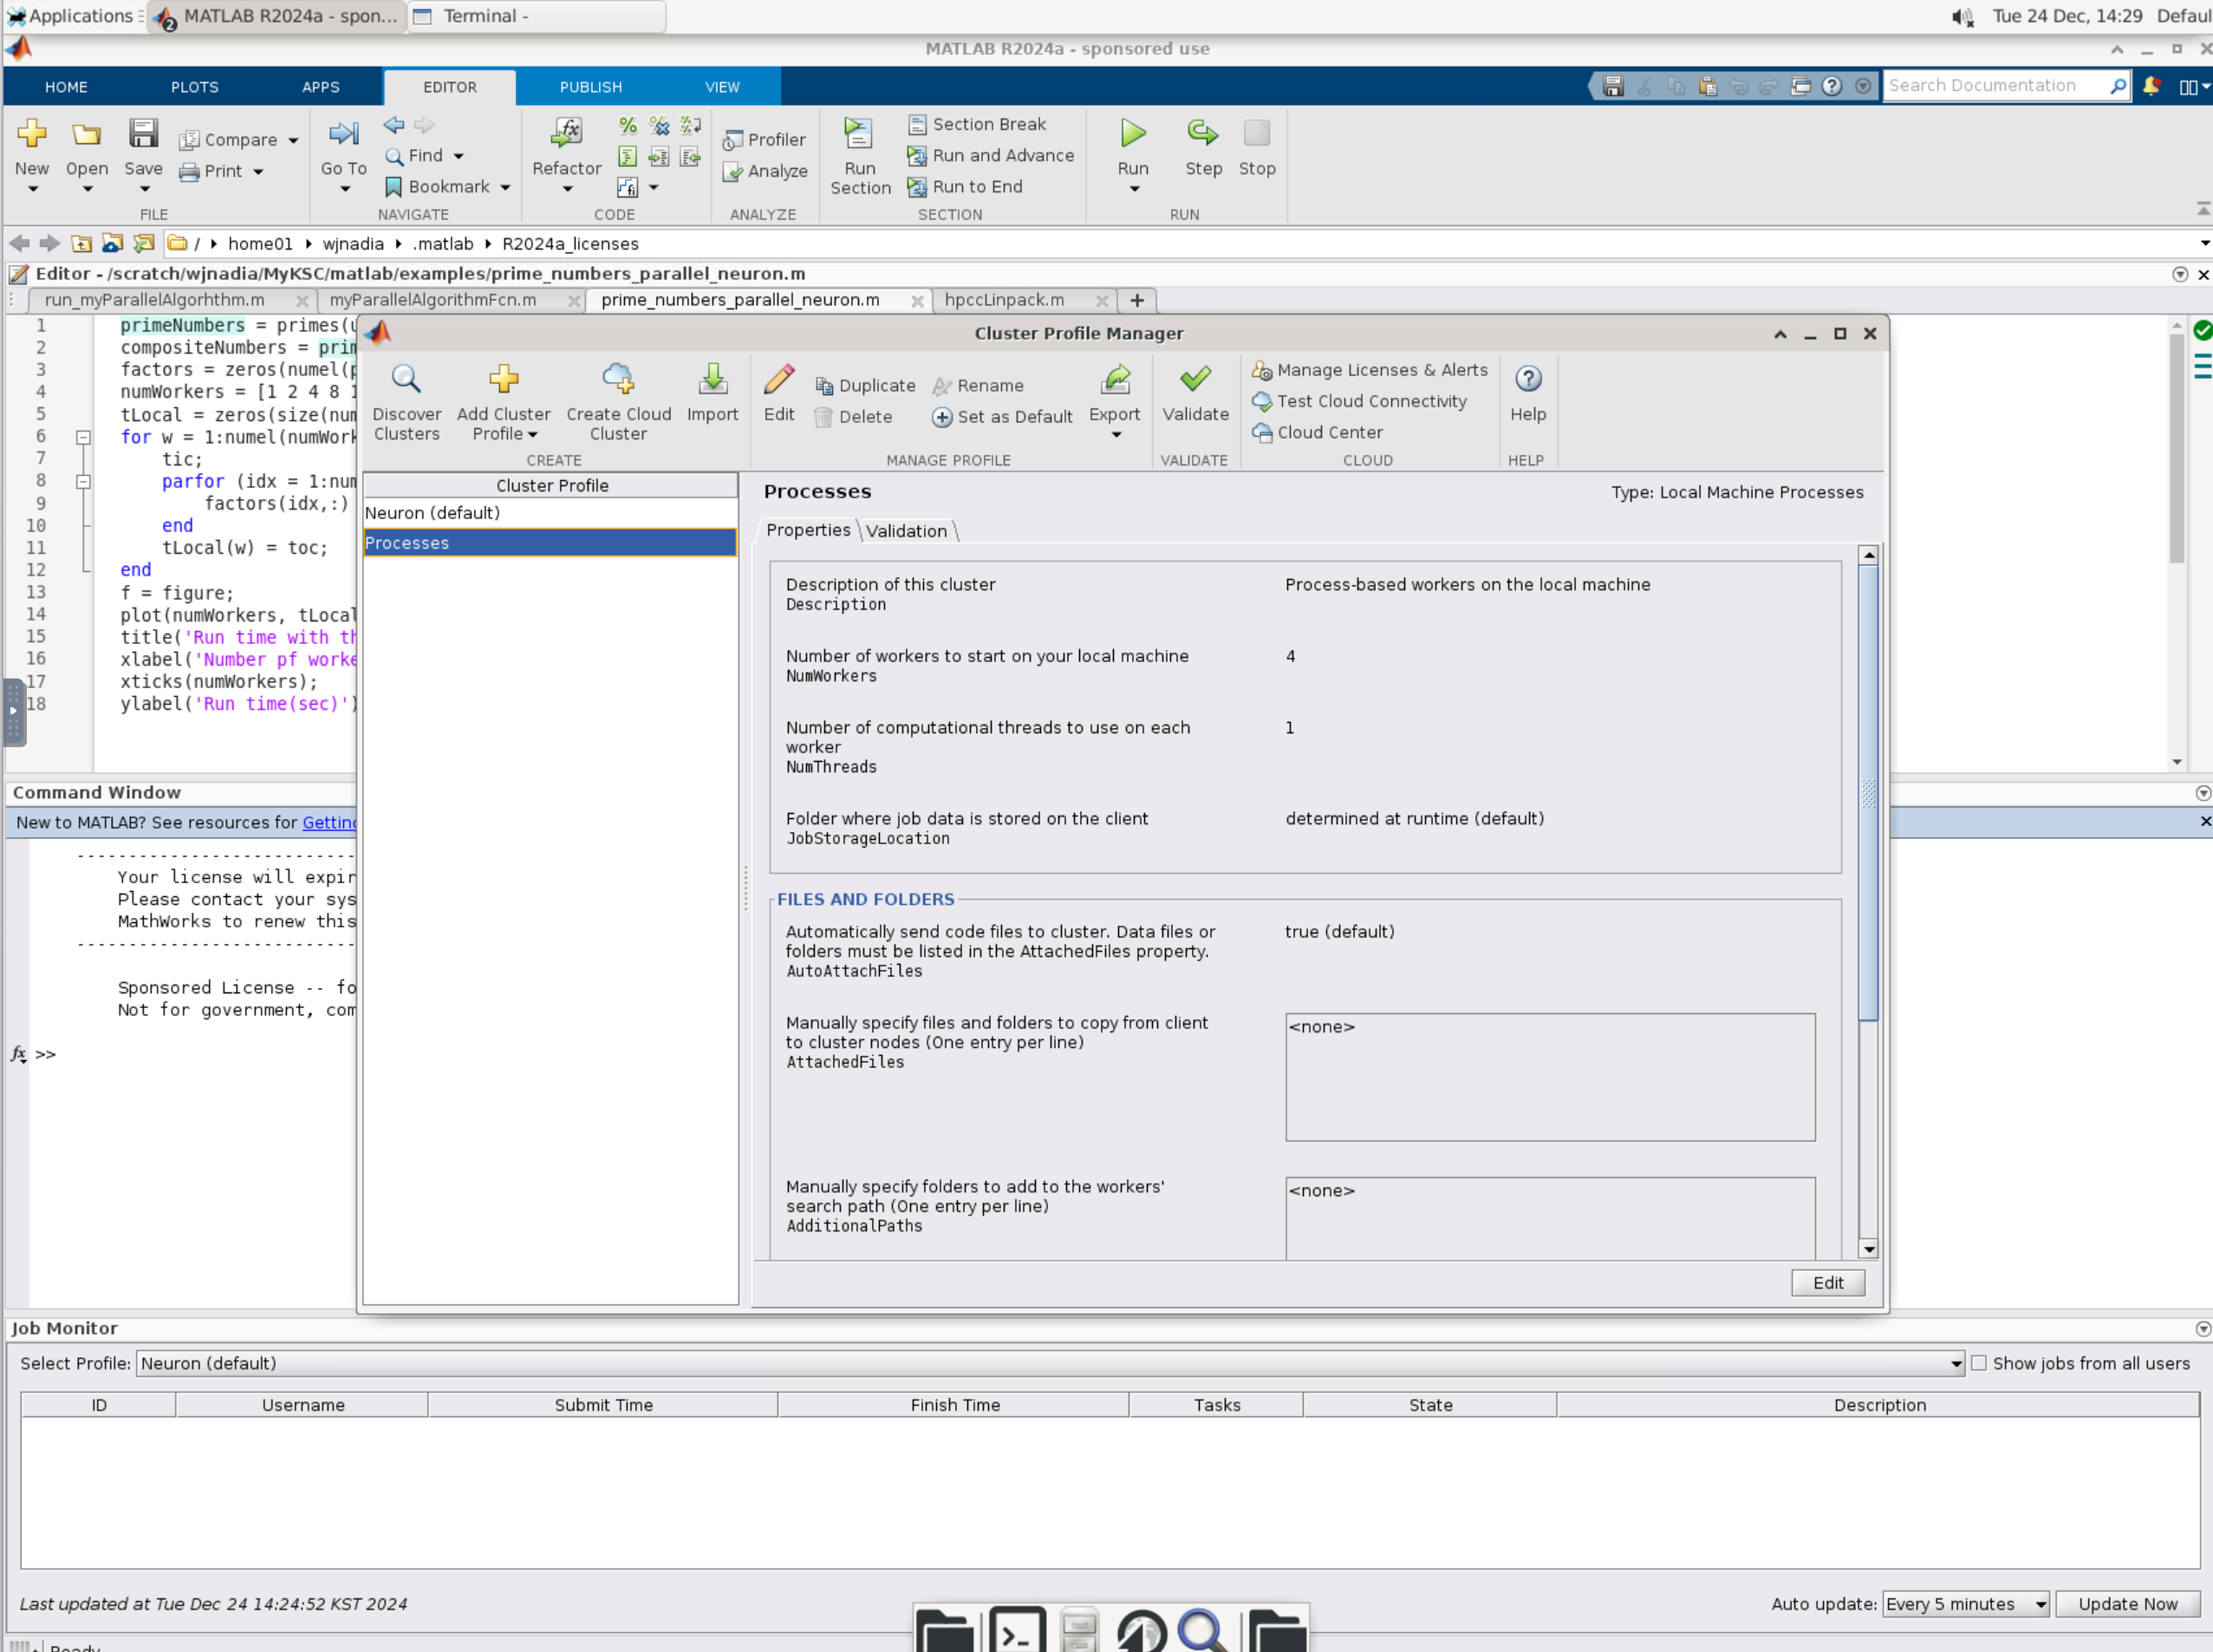 Applications
MATLAB R2024a - spon...
Terminal -
Tue 24 Dec, 14:29 Defaul
MATLAB R2024a - sponsored use
HOME PLOTS APPS EDITOR PUBLISH VIEW
Search Documentation
New
Open
Save
Compare
Print
FILE
Go To
Find
Bookmark
NAVIGATE
Refactor
CODE
Profiler
Analyze
ANALYZE
Run Section
Section Break
Run and Advance
Run to End
SECTION
Run
Step
Stop
RUN
/ home01 wjnadia .matlab R2024a_licenses
Editor - /scratch/wjnadia/MyKSC/matlab/examples/prime_numbers_parallel_neuron.m
run_myParallelAlgorhthm.m myParallelAlgorithmFcn.m prime_numbers_parallel_neuron.m hpccLinpack.m +
1 primeNumbers = primes(u
2 compositeNumbers = prim
3 factors = zeros(numel(p
4 numWorkers = [1 2 4 8 1
5 tLocal = zeros(size(num
6 for w = 1:numel(numWork
7 tic;
8 parfor (idx = 1:num
9 factors(idx,:)
10 end
11 tLocal(w) = toc;
12 end
13 f = figure;
14 plot(numWorkers, tLocal
15 title('Run time with th
16 xlabel('Number pf worke
17 xticks(numWorkers);
18 ylabel('Run time(sec)')
Cluster Profile Manager
Discover Clusters
Add Cluster Profile
Create Cloud Cluster
Import
CREATE
Edit
Duplicate
Delete
Rename
Set as Default
Export
MANAGE PROFILE
Validate
VALIDATE
Manage Licenses & Alerts
Test Cloud Connectivity
Cloud Center
CLOUD
Help
HELP
Cluster Profile
Neuron (default)
Processes
Processes
Type: Local Machine Processes
Properties Validation
Description of this cluster Process-based workers on the local machine
Description
Number of workers to start on your local machine 4
NumWorkers
Number of computational threads to use on each 1
worker
NumThreads
Folder where job data is stored on the client determined at runtime (default)
JobStorageLocation
FILES AND FOLDERS
Automatically send code files to cluster. Data files or true (default)
folders must be listed in the AttachedFiles property.
AutoAttachFiles
Manually specify files and folders to copy from client <none>
to cluster nodes (One entry per line)
AttachedFiles
Manually specify folders to add to the workers' <none>
search path (One entry per line)
AdditionalPaths
Edit
Command Window
New to MATLAB? See resources for Getting
----------------------------
Your license will expir
Please contact your sys
MathWorks to renew this
----------------------------
Sponsored License -- fo
Not for government, com
fx >>
Job Monitor
Select Profile: Neuron (default) Show jobs from all users
ID Username Submit Time Finish Time Tasks State Description
Last updated at Tue Dec 24 14:24:52 KST 2024
Auto update: Every 5 minutes Update Now
Ready